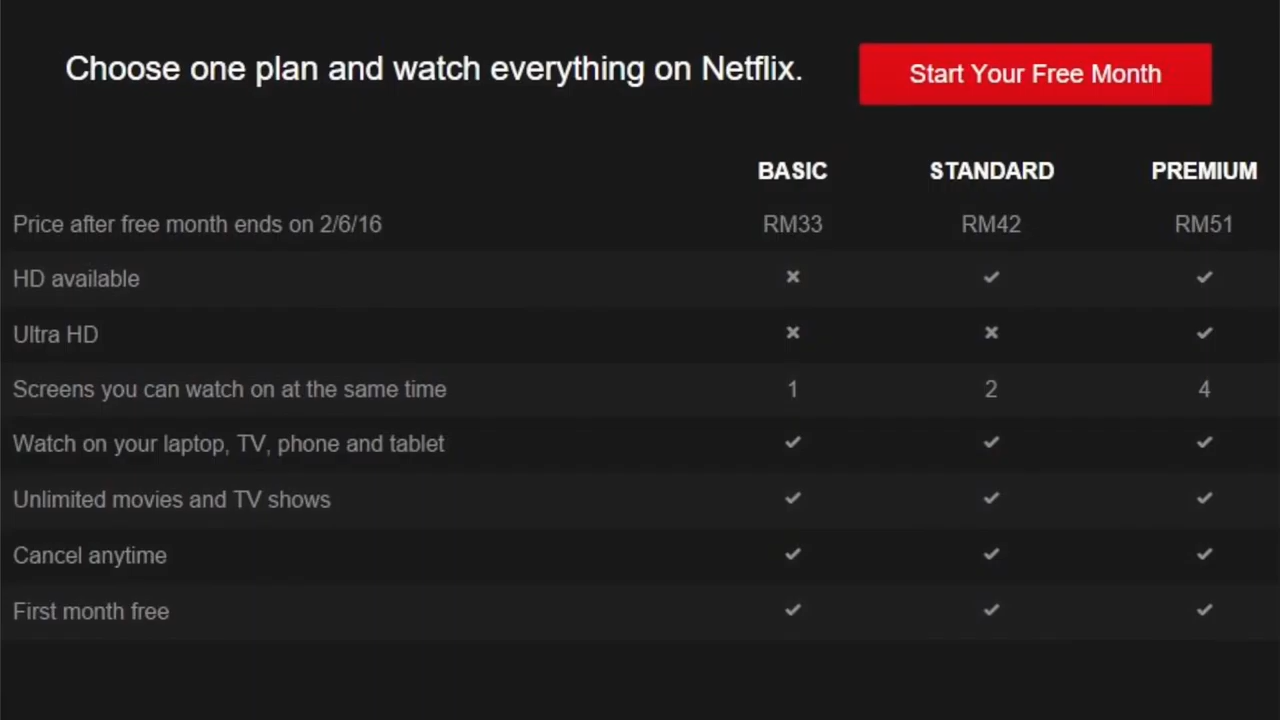 Choose one plan and watch everything on Netflix. Start Your Free Month
BASIC STANDARD PREMIUM
Price after free month ends on 2/6/16 RM33 RM42 RM51
HD available ✖ ✔ ✔
Ultra HD ✖ ✖ ✔
Screens you can watch on at the same time 1 2 4
Watch on your laptop, TV, phone and tablet ✔ ✔ ✔
Unlimited movies and TV shows ✔ ✔ ✔
Cancel anytime ✔ ✔ ✔
First month free ✔ ✔ ✔